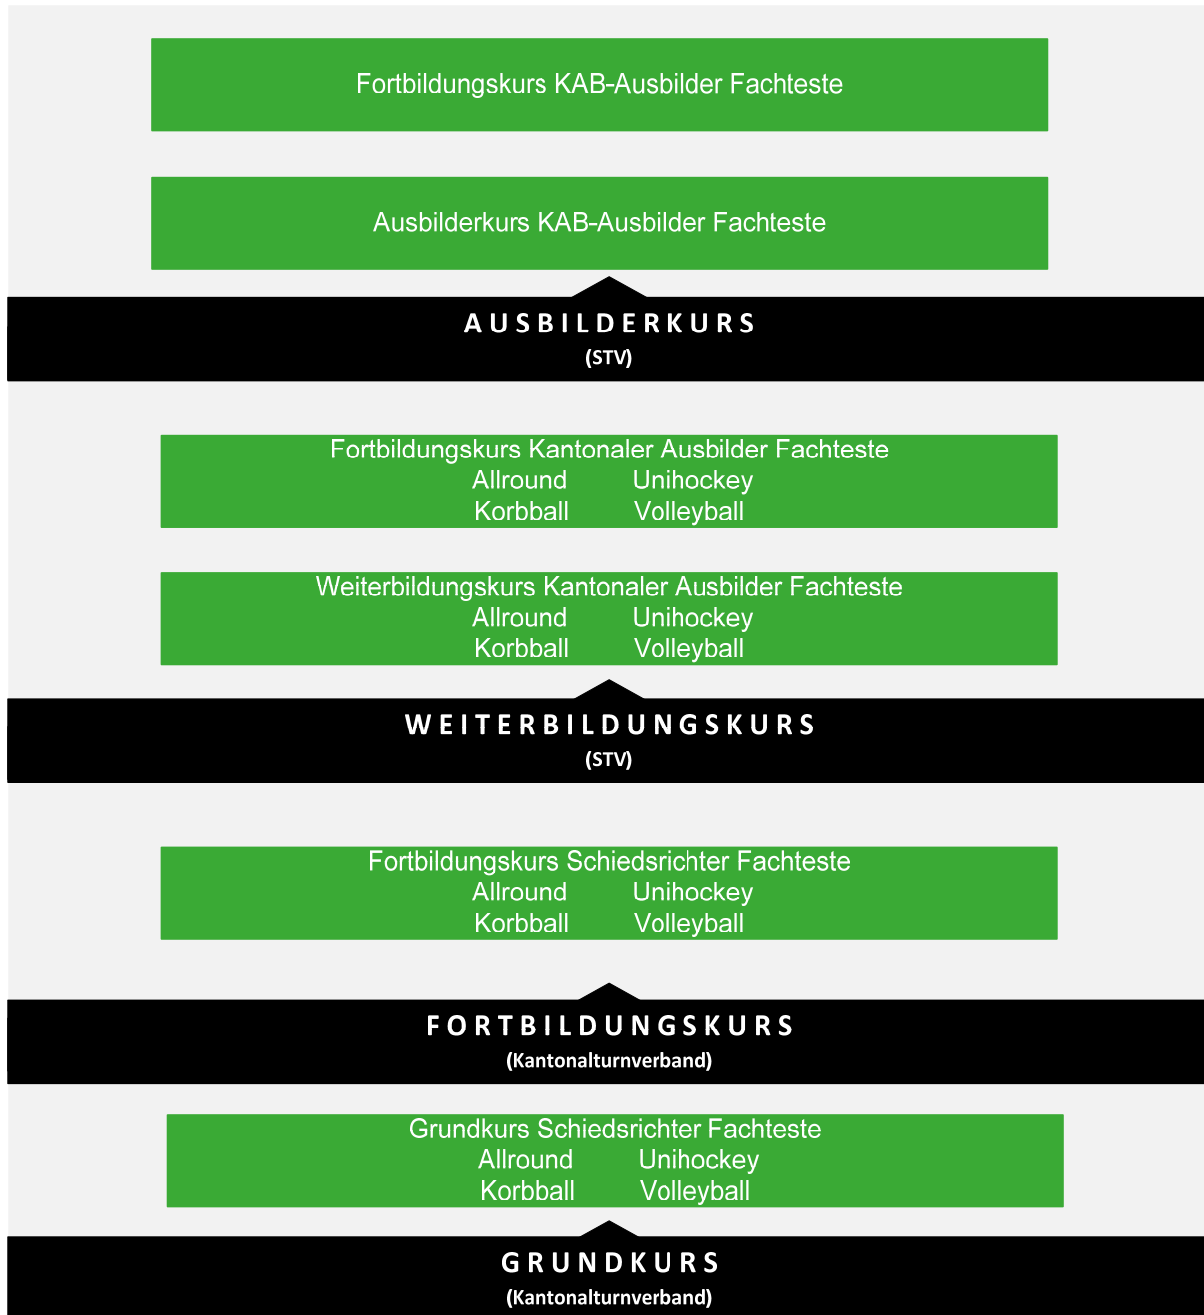 Fortbildungskurs KAB-Ausbilder Fachteste
Ausbilderkurs KAB-Ausbilder Fachteste
AUSBILDERKURS
(STV)
Fortbildungskurs Kantonaler Ausbilder Fachteste
Allround Unihockey
Korbball Volleyball
Weiterbildungskurs Kantonaler Ausbilder Fachteste
Allround Unihockey
Korbball Volleyball
WEITERBILDUNGSKURS
(STV)
Fortbildungskurs Schiedsrichter Fachteste
Allround Unihockey
Korbball Volleyball
FORTBILDUNGSKURS
(Kantonalturnverband)
Grundkurs Schiedsrichter Fachteste
Allround Unihockey
Korbball Volleyball
GRUNDKURS
(Kantonalturnverband)